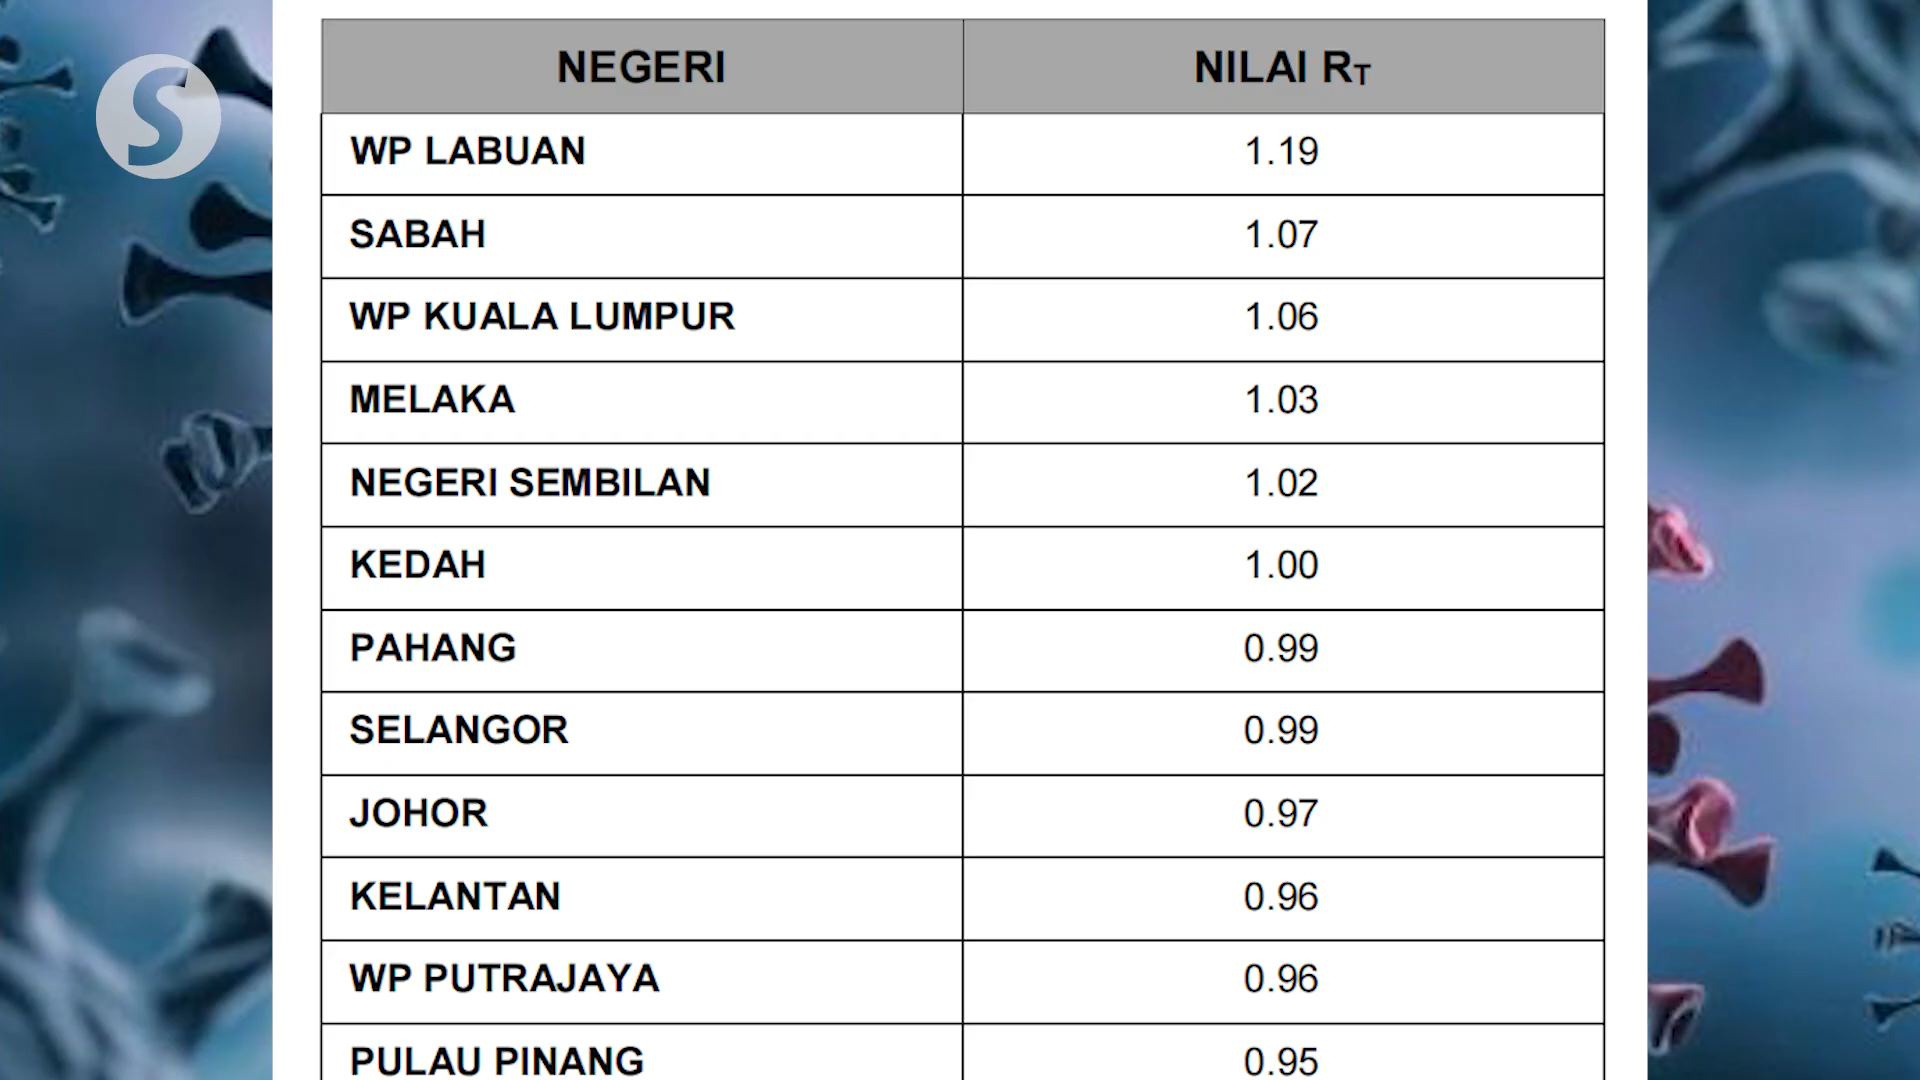 S
NEGERI NILAI RT
WP LABUAN 1.19
SABAH 1.07
WP KUALA LUMPUR 1.06
MELAKA 1.03
NEGERI SEMBILAN 1.02
KEDAH 1.00
PAHANG 0.99
SELANGOR 0.99
JOHOR 0.97
KELANTAN 0.96
WP PUTRAJAYA 0.96
PULAU PINANG 0.95